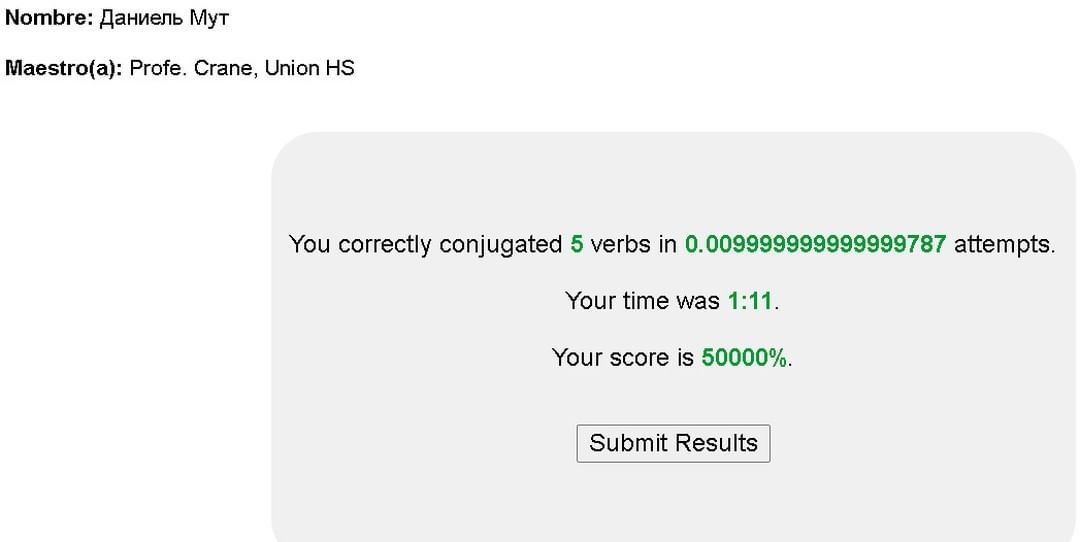 Nombre: Даниель Мут
Maestro(a): Profe. Crane, Union HS
You correctly conjugated 5 verbs in 0.009999999999999787 attempts.
Your time was 1:11.
Your score is 50000%.
Submit Results